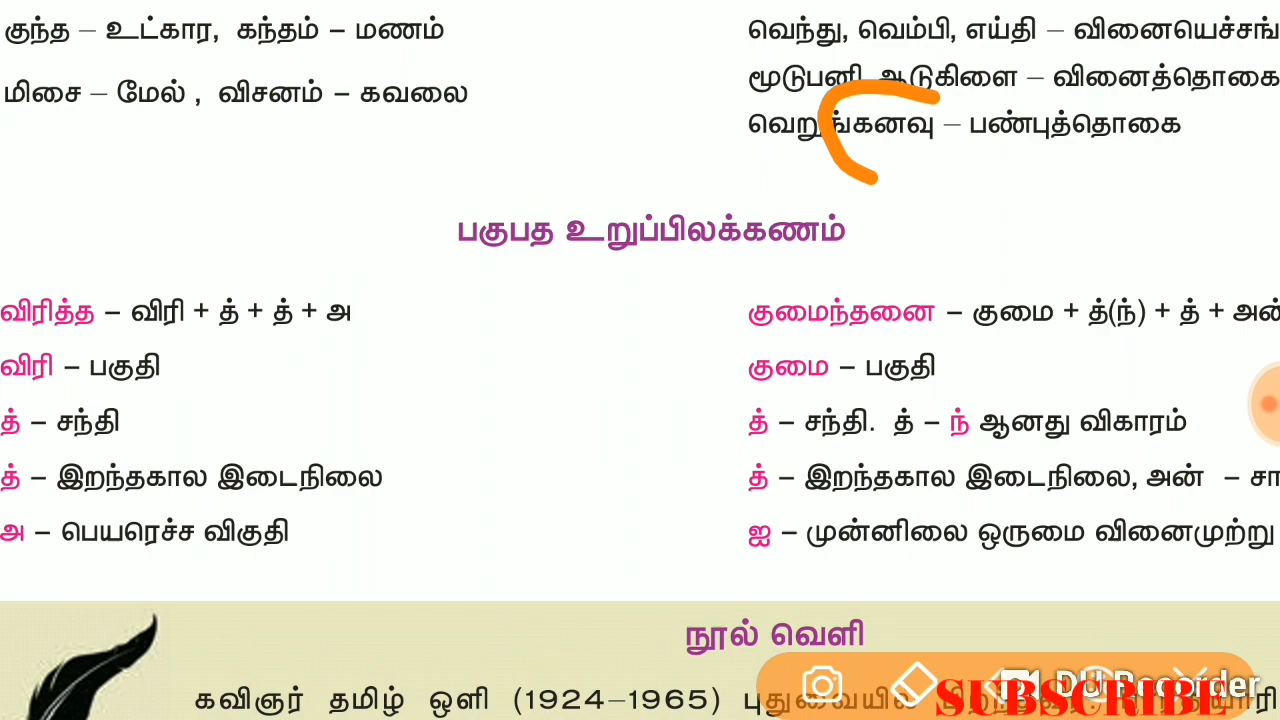 குந்த – உட்கார, கந்தம் – மணம்
மிசை – மேல் , விசனம் – கவலை
வெந்து, வெம்பி, எய்தி – வினையெச்சங்
மூடுபனி, ஆடுகிளை – வினைத்தொகை
வெறுங்கனவு – பண்புத்தொகை
பகுபத உறுப்பிலக்கணம்
விரித்த – விரி + த் + த் + அ
விரி – பகுதி
த் – சந்தி
த் – இறந்தகால இடைநிலை
அ – பெயரெச்ச விகுதி
குமைந்தனை – குமை + த்(ந்) + த் + அன்
குமை – பகுதி
த் – சந்தி. த் – ந் ஆனது விகாரம்
த் – இறந்தகால இடைநிலை, அன் – சா
ஐ – முன்னிலை ஒருமை வினைமுற்று
நூல் வெளி
கவிஞர் தமிழ் ஒளி (1924–1965) புதுவையில்
DU Recorder
SUBSCRIBE